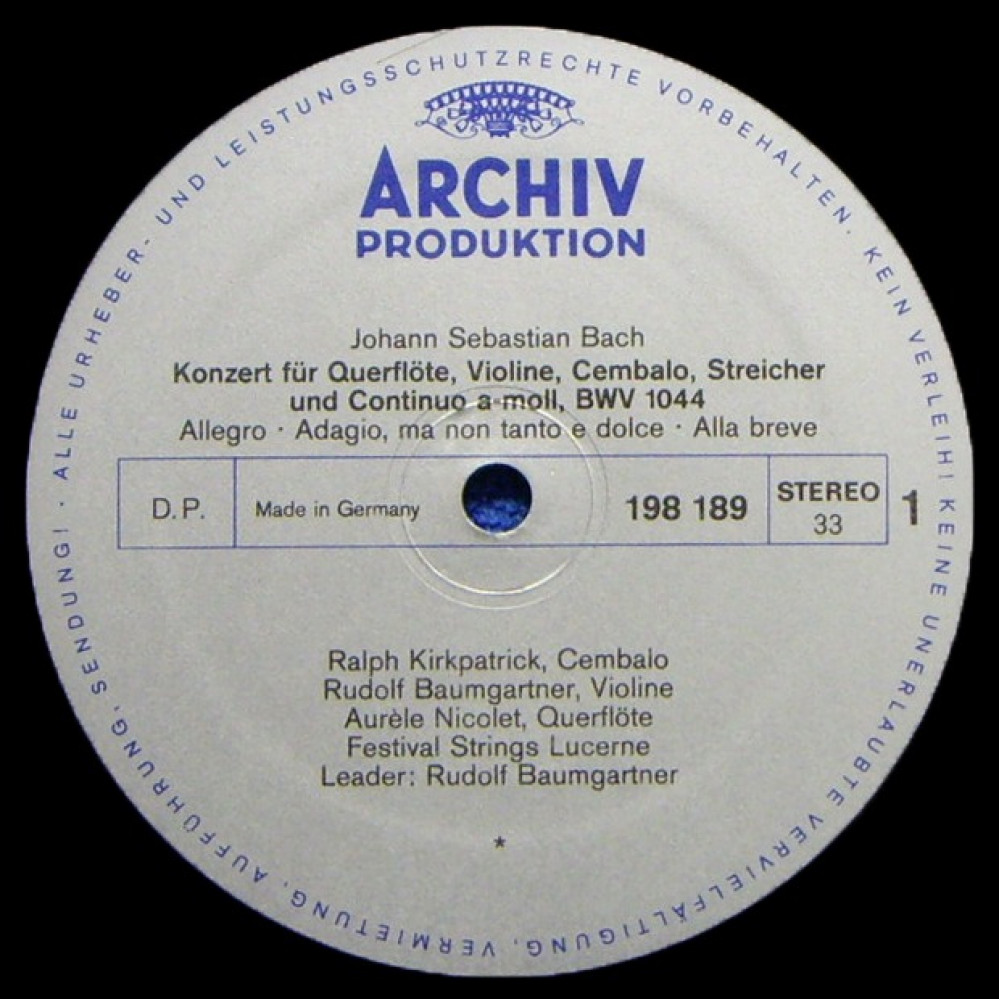 ALLE URHEBER- UND LEISTUNGSSCHUTZRECHTE VORBEHALTEN. KEIN VERLEIH! KEINE UNERLAUBTE VERVIELFÄLTIGUNG, VERMIETUNG, AUFFÜHRUNG, SENDUNG! ·
ARCHIV
PRODUKTION
Johann Sebastian Bach
Konzert für Querflöte, Violine, Cembalo, Streicher
und Continuo a-moll, BWV 1044
Allegro · Adagio, ma non tanto e dolce · Alla breve
D.P. Made in Germany 198 189 STEREO 1
33
Ralph Kirkpatrick, Cembalo
Rudolf Baumgartner, Violine
Aurèle Nicolet, Querflöte
Festival Strings Lucerne
Leader: Rudolf Baumgartner
*